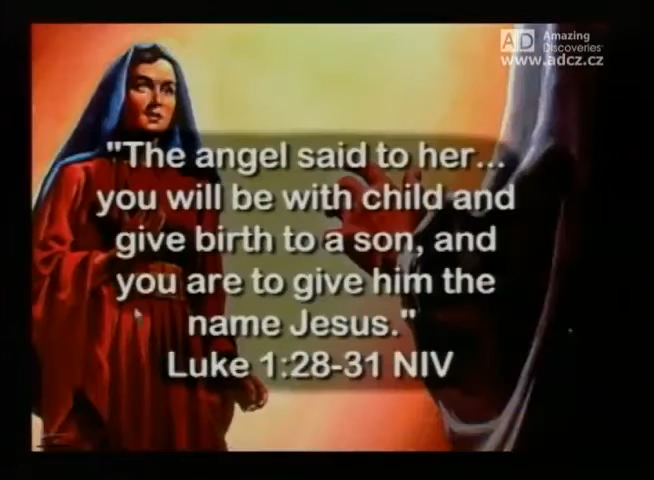 AD Amazing
Discoveries
www.adcz.cz
"The angel said to her...
you will be with child and
give birth to a son, and
you are to give him the
name Jesus."
Luke 1:28-31 NIV